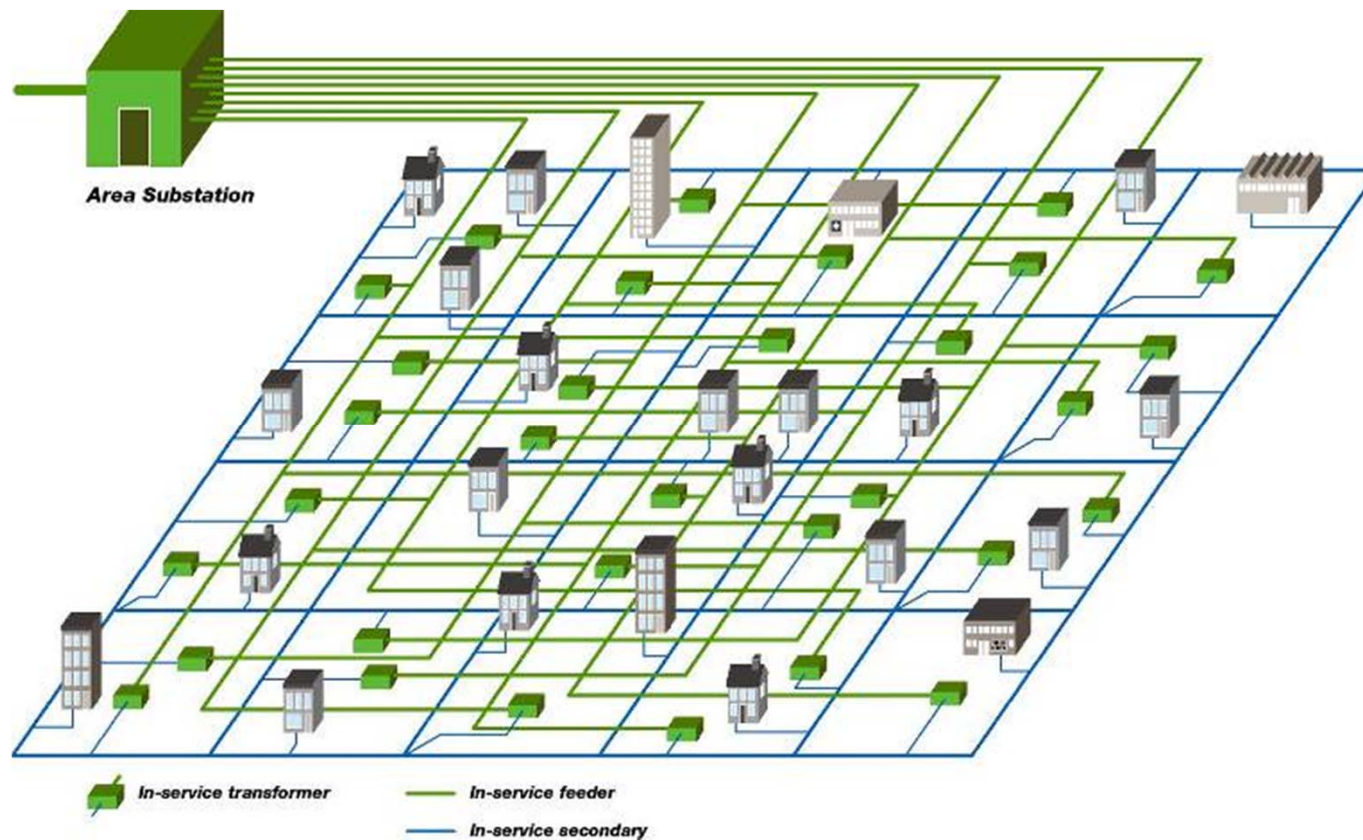 Area Substation
In-service transformer
In-service feeder
In-service secondary